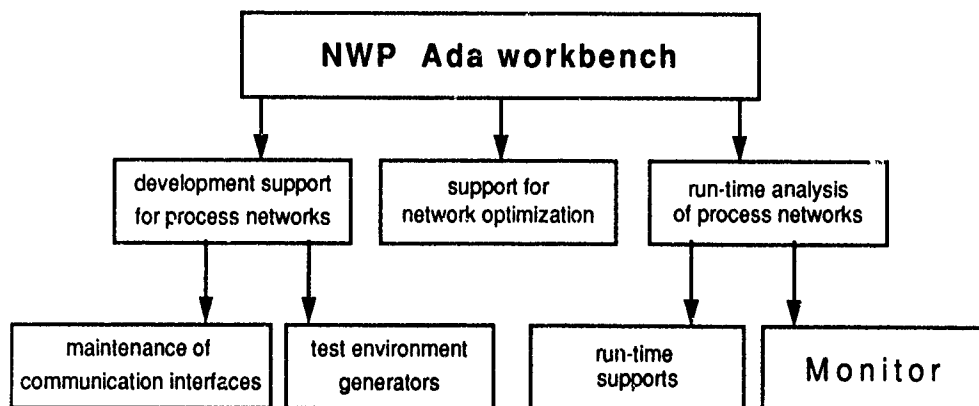 NWP Ada workbench
development support
for process networks
support for
network optimization
run-time analysis
of process networks
maintenance of
communication interfaces
test environment
generators
run-time
supports
Monitor